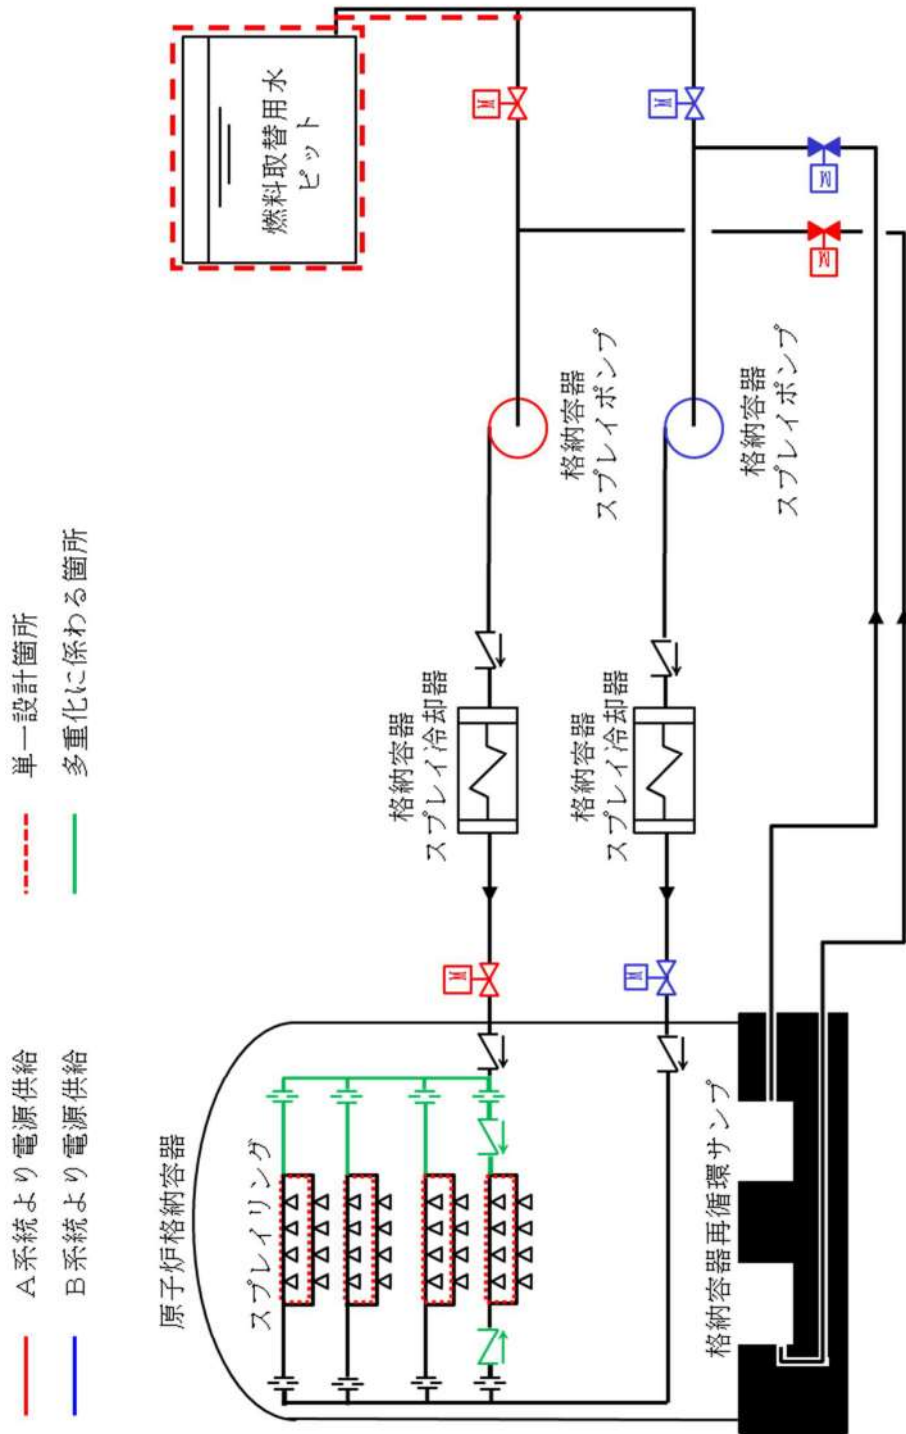 A系統より電源供給
B系統より電源供給
単一設計箇所
多重化に係わる箇所
原子炉格納容器
スプレイリング
格納容器
スプレイ冷却器
格納容器
スプレイ冷却器
格納容器
スプレイポンプ
格納容器
スプレイポンプ
燃料取替用水
ピット
格納容器再循環サンプ
M
M
M
M
M
M